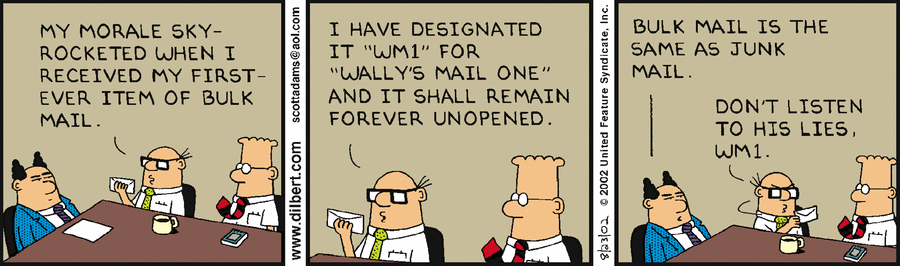 MY MORALE SKY-
ROCKETED WHEN I
RECEIVED MY FIRST-
EVER ITEM OF BULK
MAIL.
www.dilbert.com scottadams@aol.com
I HAVE DESIGNATED
IT "WM1" FOR
"WALLY'S MAIL ONE"
AND IT SHALL REMAIN
FOREVER UNOPENED.
8/23/02 © 2002 United Feature Syndicate, Inc.
BULK MAIL IS THE
SAME AS JUNK
MAIL.
DON'T LISTEN
TO HIS LIES,
WM1.